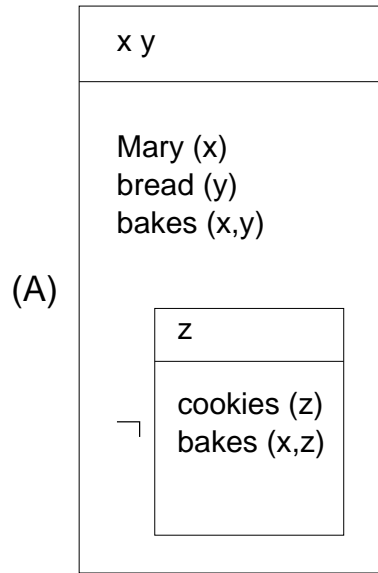 x y
Mary (x)
bread (y)
bakes (x,y)
(A)
z
cookies (z)
¬
bakes (x,z)